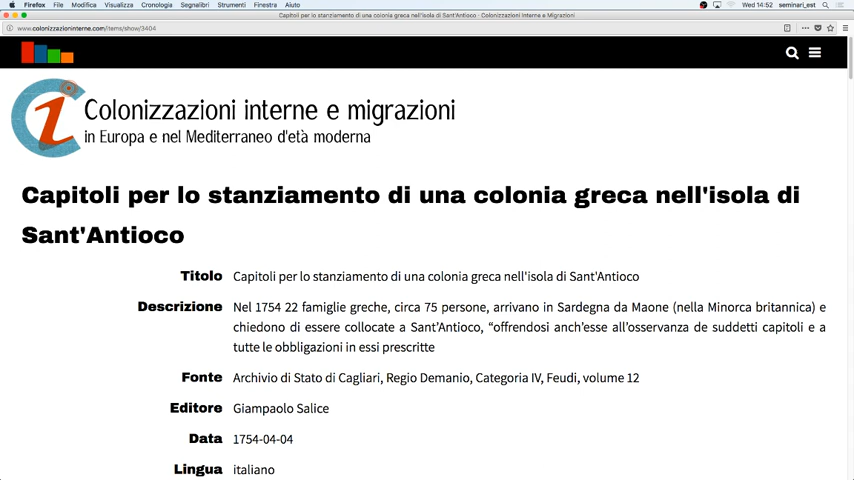 Firefox File Modifica Visualizza Cronologia Segnalibri Strumenti Finestra Aiuto Wed 14:52 seminari_est
Capitoli per lo stanziamento di una colonia greca nell'isola di Sant'Antioco - Colonizzazioni Interne e Migrazioni
www.colonizzazioninterne.com/items/show/3404
Colonizzazioni interne e migrazioni
in Europa e nel Mediterraneo d'età moderna
Capitoli per lo stanziamento di una colonia greca nell'isola di
Sant'Antioco
Titolo Capitoli per lo stanziamento di una colonia greca nell'isola di Sant'Antioco
Descrizione Nel 1754 22 famiglie greche, circa 75 persone, arrivano in Sardegna da Maone (nella Minorca britannica) e
chiedono di essere collocate a Sant'Antioco, "offrendosi anch'esse all'osservanza de suddetti capitoli e a
tutte le obbligazioni in essi prescritte
Fonte Archivio di Stato di Cagliari, Regio Demanio, Categoria IV, Feudi, volume 12
Editore Giampaolo Salice
Data 1754-04-04
Lingua italiano